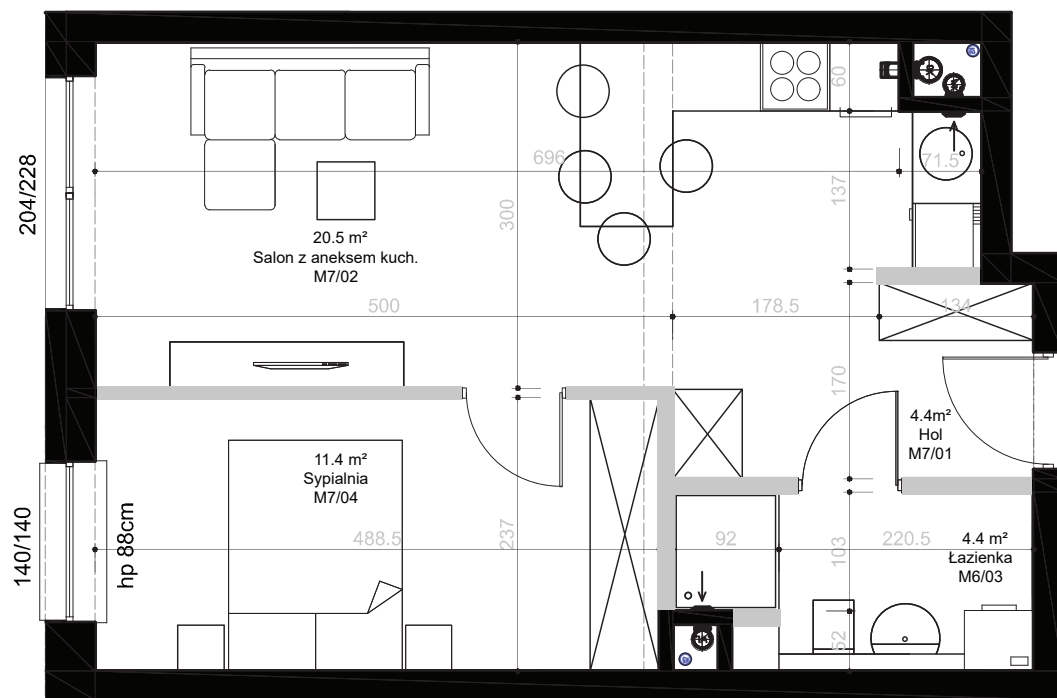 60
696
71.5
137
204/228
300
20.5 m²
Salon z aneksem kuch.
M7/02
500
178.5
134
170
4.4m²
Hol
M7/01
11.4 m²
Sypialnia
M7/04
140/140
hp 88cm
488.5
237
92
103
220.5
4.4 m²
Łazienka
M6/03
62